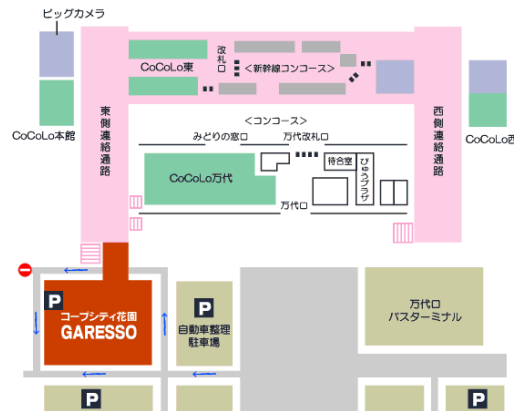 ビッグカメラ
CoCoLo東
改札口
<新幹線コンコース>
CoCoLo本館
東側連絡通路
西側連絡通路
CoCoLo西
<コンコース>
みどりの窓口
万代改札口
待合室
びゅうプラザ
CoCoLo万代
万代口
P
コープシティ花園
GARESSO
P
自動車整理
駐車場
万代口
バスターミナル
P
P